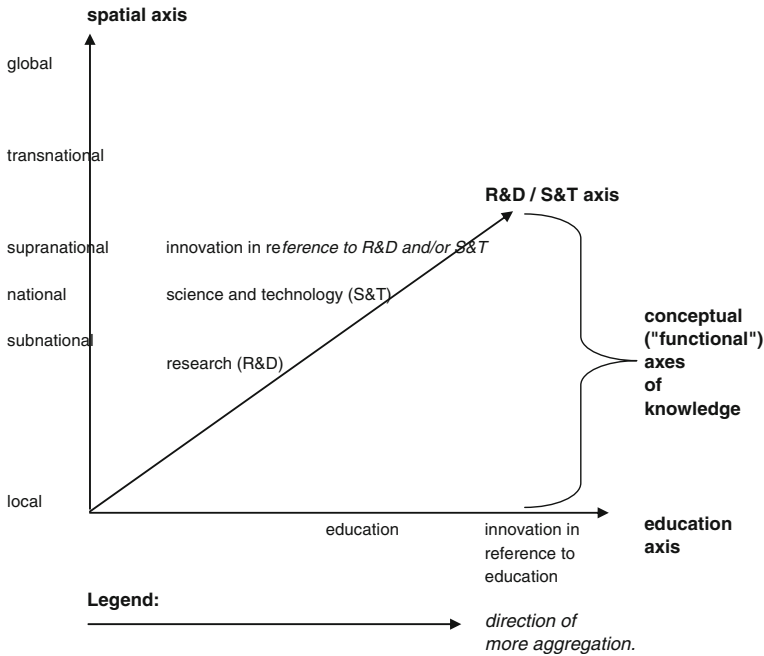 spatial axis
global
transnational
R&D / S&T axis
supranational
innovation in reference to R&D and/or S&T
national
science and technology (S&T)
subnational
research (R&D)
conceptual
("functional")
axes
of
knowledge
local
education
innovation in
reference to
education
education
axis
Legend:
direction of
more aggregation.